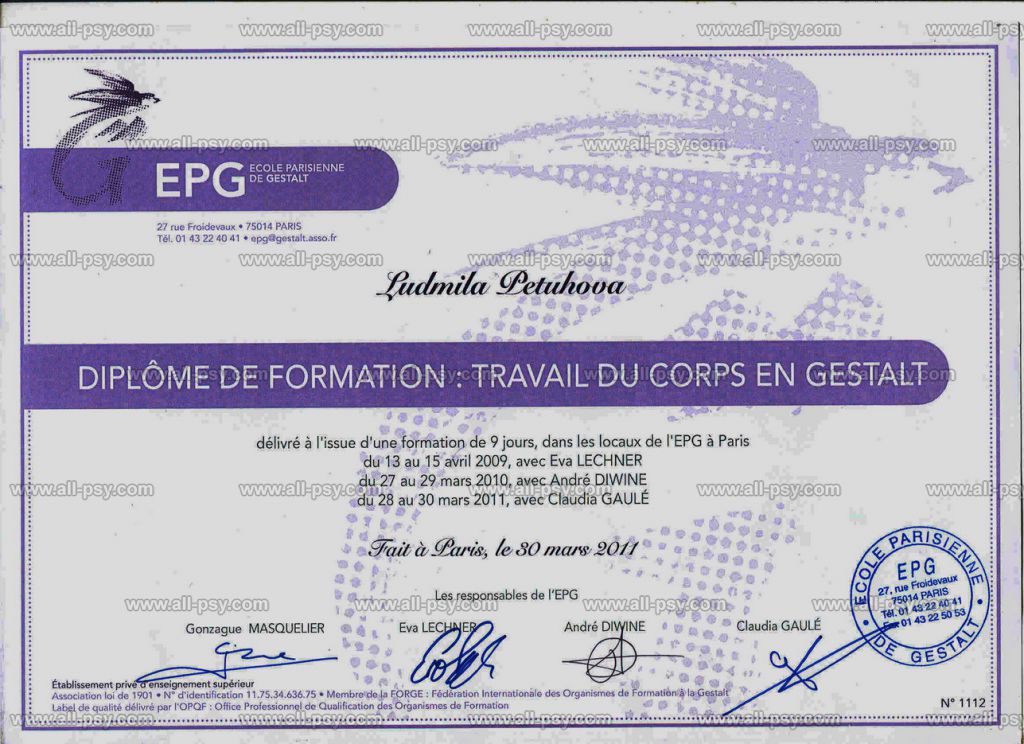 EPG ECOLE PARISIENNE
DE GESTALT
27 rue Froidevaux • 75014 PARIS
Tél. 01 43 22 40 41 • epg@gestalt.asso.fr
Ludmila Petuhova
DIPLÔME DE FORMATION : TRAVAIL DU CORPS EN GESTALT
délivré à l'issue d'une formation de 9 jours, dans les locaux de l'EPG à Paris
du 13 au 15 avril 2009, avec Eva LECHNER
du 27 au 29 mars 2010, avec André DIWINE
du 28 au 30 mars 2011, avec Claudia GAULÉ
Fait à Paris, le 30 mars 2011
Les responsables de l'EPG
Gonzague MASQUELIER Eva LECHNER André DIWINE Claudia GAULÉ
ECOLE PARISIENNE
EPG
27, rue Froidevaux
75014 PARIS
Tél. 01 43 22 40 41
Fax 01 43 22 50 53
DE GESTALT
Établissement privé d'enseignement supérieur
Association loi de 1901 • N° d'identification 11.75.34.636.75 • Membre de la FORGE : Fédération Internationale des Organismes de Formation à la Gestalt
Label de qualité délivré par l'OPQF : Office Professionnel de Qualification des Organismes de Formation
N° 1112
www.all-psy.com